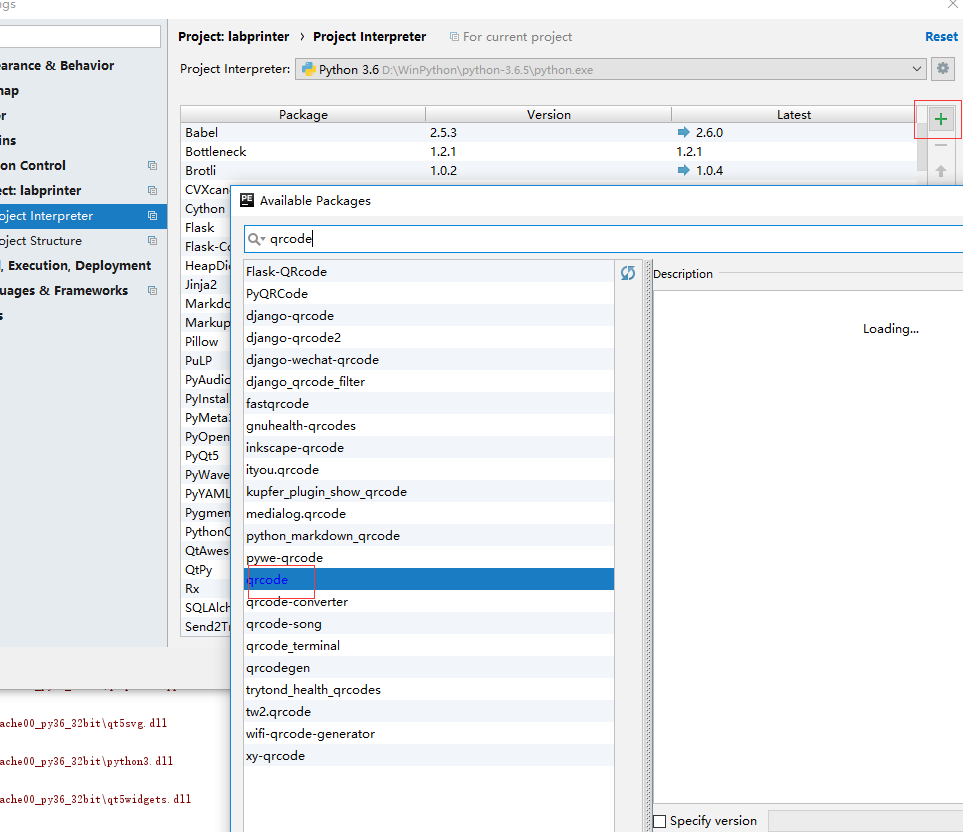 ngs
Project: labprinter › Project Interpreter For current project
Reset
Project Interpreter: Python 3.6 D:\WinPython\python-3.6.5\python.exe
earance & Behavior
map
r
ins
on Control
ect: labprinter
oject Interpreter
oject Structure
, Execution, Deployment
uages & Frameworks
s
Package Version Latest
Babel 2.5.3 2.6.0
Bottleneck 1.2.1 1.2.1
Brotli 1.0.2 1.0.4
CVXcan
Cython
Flask
Flask-Co
HeapDic
Jinja2
Markdo
Markup
Pillow
PuLP
PyAudio
PyInstal
PyMeta3
PyOpen
PyQt5
PyWave
PyYAML
Pygmen
PythonQ
QtAwes
QtPy
Rx
SQLAlch
Send2Tr
PE Available Packages
qrcode
Flask-QRcode
PyQRCode
django-qrcode
django-qrcode2
django-wechat-qrcode
django_qrcode_filter
fastqrcode
gnuhealth-qrcodes
inkscape-qrcode
ityou.qrcode
kupfer_plugin_show_qrcode
medialog.qrcode
python_markdown_qrcode
pywe-qrcode
qrcode
qrcode-converter
qrcode-song
qrcode_terminal
qrcodegen
trytond_health_qrcodes
tw2.qrcode
wifi-qrcode-generator
xy-qrcode
Description
Loading...
Specify version
ache00_py36_32bit\qt5svg.dll
ache00_py36_32bit\python3.dll
ache00_py36_32bit\qt5widgets.dll